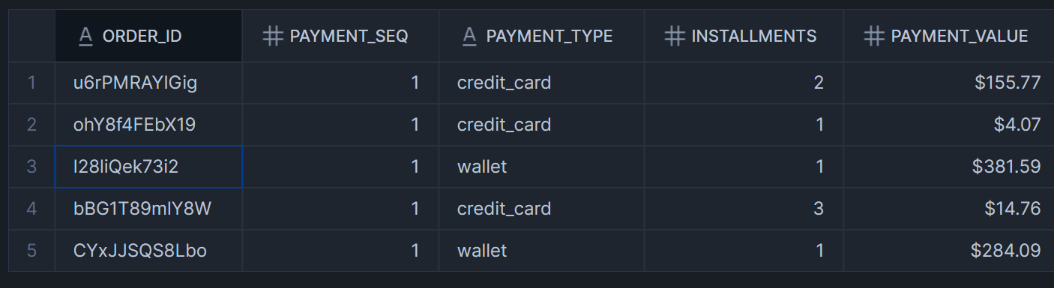 ORDER_ID PAYMENT_SEQ PAYMENT_TYPE INSTALLMENTS PAYMENT_VALUE
1 u6rPMRAYlGig 1 credit_card 2 $155.77
2 ohY8f4FEbX19 1 credit_card 1 $4.07
3 I28liQek73i2 1 wallet 1 $381.59
4 bBG1T89mlY8W 1 credit_card 3 $14.76
5 CYxJJSQS8Lbo 1 wallet 1 $284.09